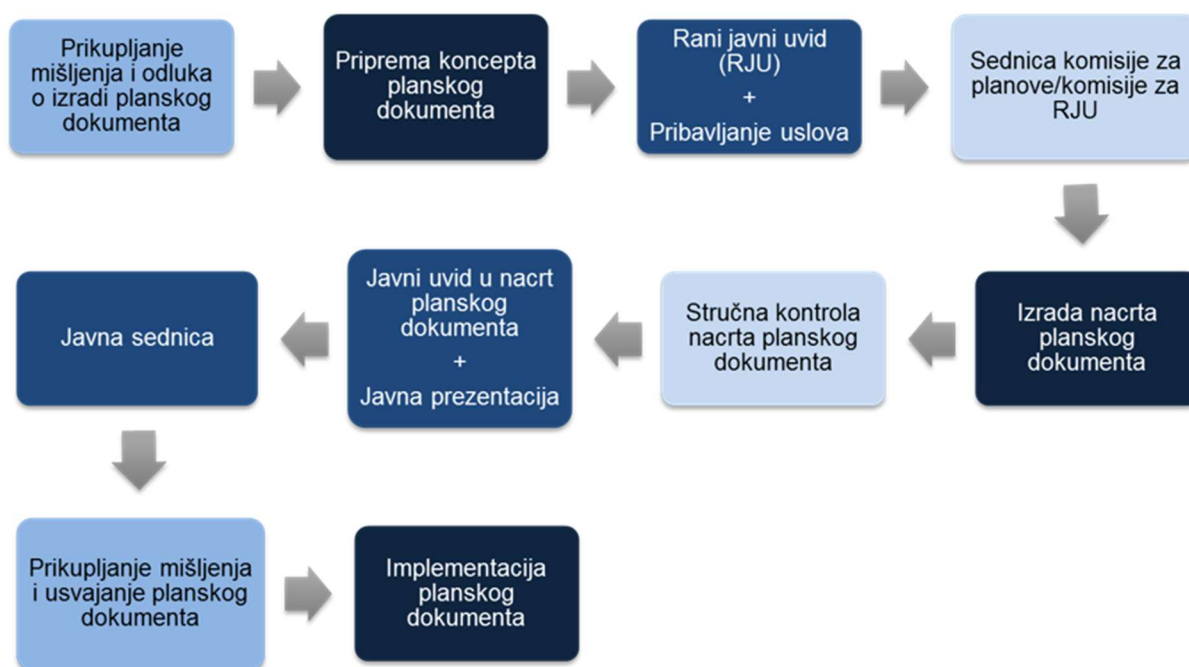 Prikupljanje
mišljenja i odluka
o izradi planskog
dokumenta
Priprema koncepta
planskog
dokumenta
Rani javni uvid
(RJU)
+
Pribavljanje uslova
Sednica komisije za
planove/komisije za
RJU
Izrada nacrta
planskog
dokumenta
Stručna kontrola
nacrta planskog
dokumenta
Javni uvid u nacrt
planskog
dokumenta
+
Javna prezentacija
Javna sednica
Prikupljanje mišljenja
i usvajanje planskog
dokumenta
Implementacija
planskog
dokumenta